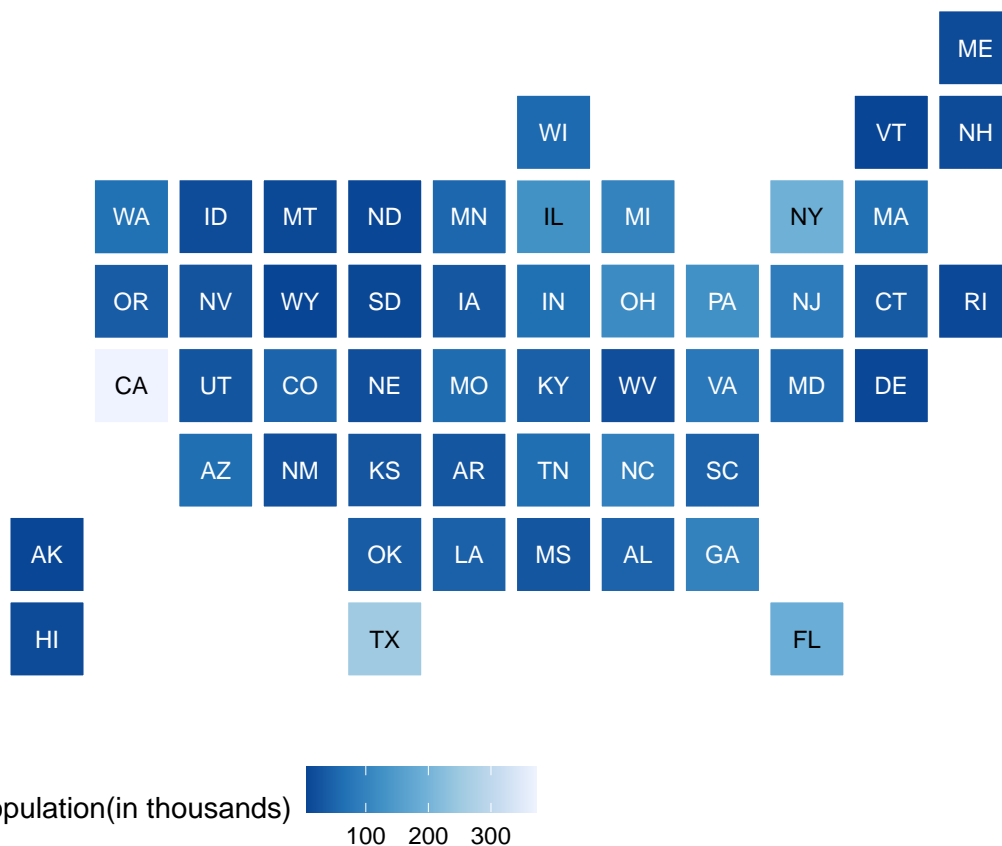 ME
WI VT NH
WA ID MT ND MN IL MI NY MA
OR NV WY SD IA IN OH PA NJ CT RI
CA UT CO NE MO KY WV VA MD DE
AZ NM KS AR TN NC SC
AK OK LA MS AL GA
HI TX FL
opulation(in thousands)
100 200 300